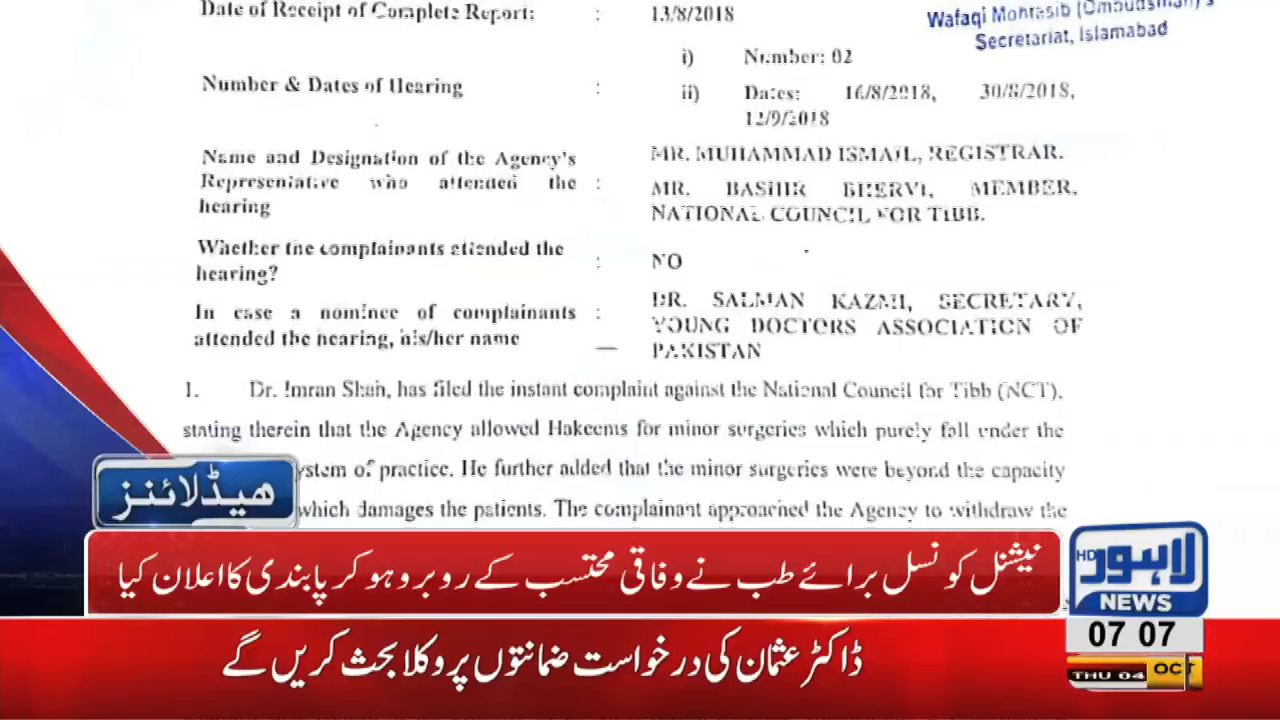 Date of Receipt of Complete Report: : 13/8/2018
Wafaqi Mohtasib (Ombudsman)'s
Secretariat, Islamabad
i) Number: 02
Number & Dates of Hearing : ii) Dates: 16/8/2018, 30/8/2018,
12/9/2018
Name and Designation of the Agency's
Representative who attended the :
hearing
MR. MUHAMMAD ISMAIL, REGISTRAR.
MR. BASHIR BHERVI, MEMBER,
NATIONAL COUNCIL FOR TIBB.
Whether the complainants attended the
hearing? : NO
In case a nominee of complainants :
attended the hearing, his/her name
DR. SALMAN KAZMI, SECRETARY,
YOUNG DOCTORS ASSOCIATION OF
PAKISTAN
1. Dr. Imran Shah, has filed the instant complaint against the National Council for Tibb (NCT),
stating therein that the Agency allowed Hakeems for minor surgeries which purely fall under the
ystem of practice. He further added that the minor surgeries were beyond the capacity
which damages the patients. The complainant approached the Agency to withdraw the
ہیڈلائنز
نیشنل کونسل برائے طب نے وفاقی محتسب کے روبرو ہو کر پابندی کا اعلان کیا
ڈاکٹر عثمان کی درخواست ضمانتوں پر وکلا بحث کریں گے
لاہور HD
NEWS
07 07
THU 04 OCT